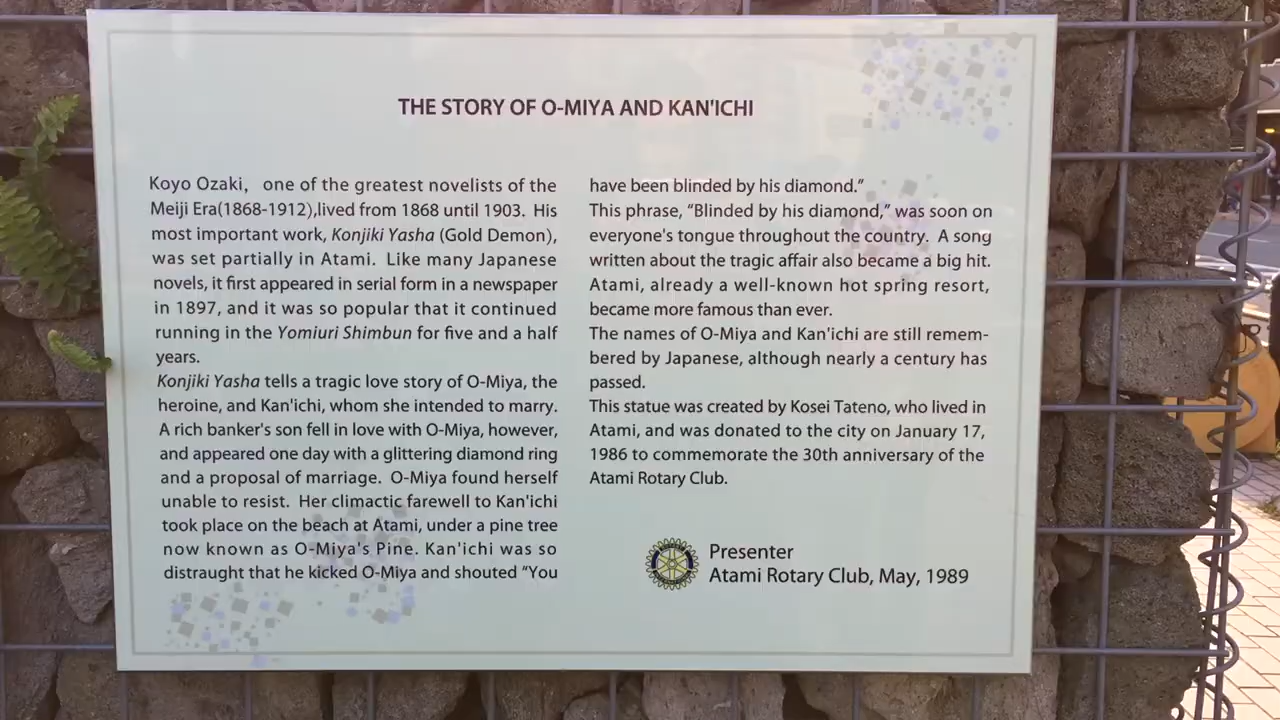 THE STORY OF O-MIYA AND KAN'ICHI
Koyo Ozaki, one of the greatest novelists of the
Meiji Era(1868-1912),lived from 1868 until 1903. His
most important work, Konjiki Yasha (Gold Demon),
was set partially in Atami. Like many Japanese
novels, it first appeared in serial form in a newspaper
in 1897, and it was so popular that it continued
running in the Yomiuri Shimbun for five and a half
years.
Konjiki Yasha tells a tragic love story of O-Miya, the
heroine, and Kan'ichi, whom she intended to marry.
A rich banker's son fell in love with O-Miya, however,
and appeared one day with a glittering diamond ring
and a proposal of marriage. O-Miya found herself
unable to resist. Her climactic farewell to Kan'ichi
took place on the beach at Atami, under a pine tree
now known as O-Miya's Pine. Kan'ichi was so
distraught that he kicked O-Miya and shouted “You
have been blinded by his diamond.”
This phrase, “Blinded by his diamond,” was soon on
everyone's tongue throughout the country. A song
written about the tragic affair also became a big hit.
Atami, already a well-known hot spring resort,
became more famous than ever.
The names of O-Miya and Kan'ichi are still remem-
bered by Japanese, although nearly a century has
passed.
This statue was created by Kosei Tateno, who lived in
Atami, and was donated to the city on January 17,
1986 to commemorate the 30th anniversary of the
Atami Rotary Club.
Presenter
Atami Rotary Club, May, 1989